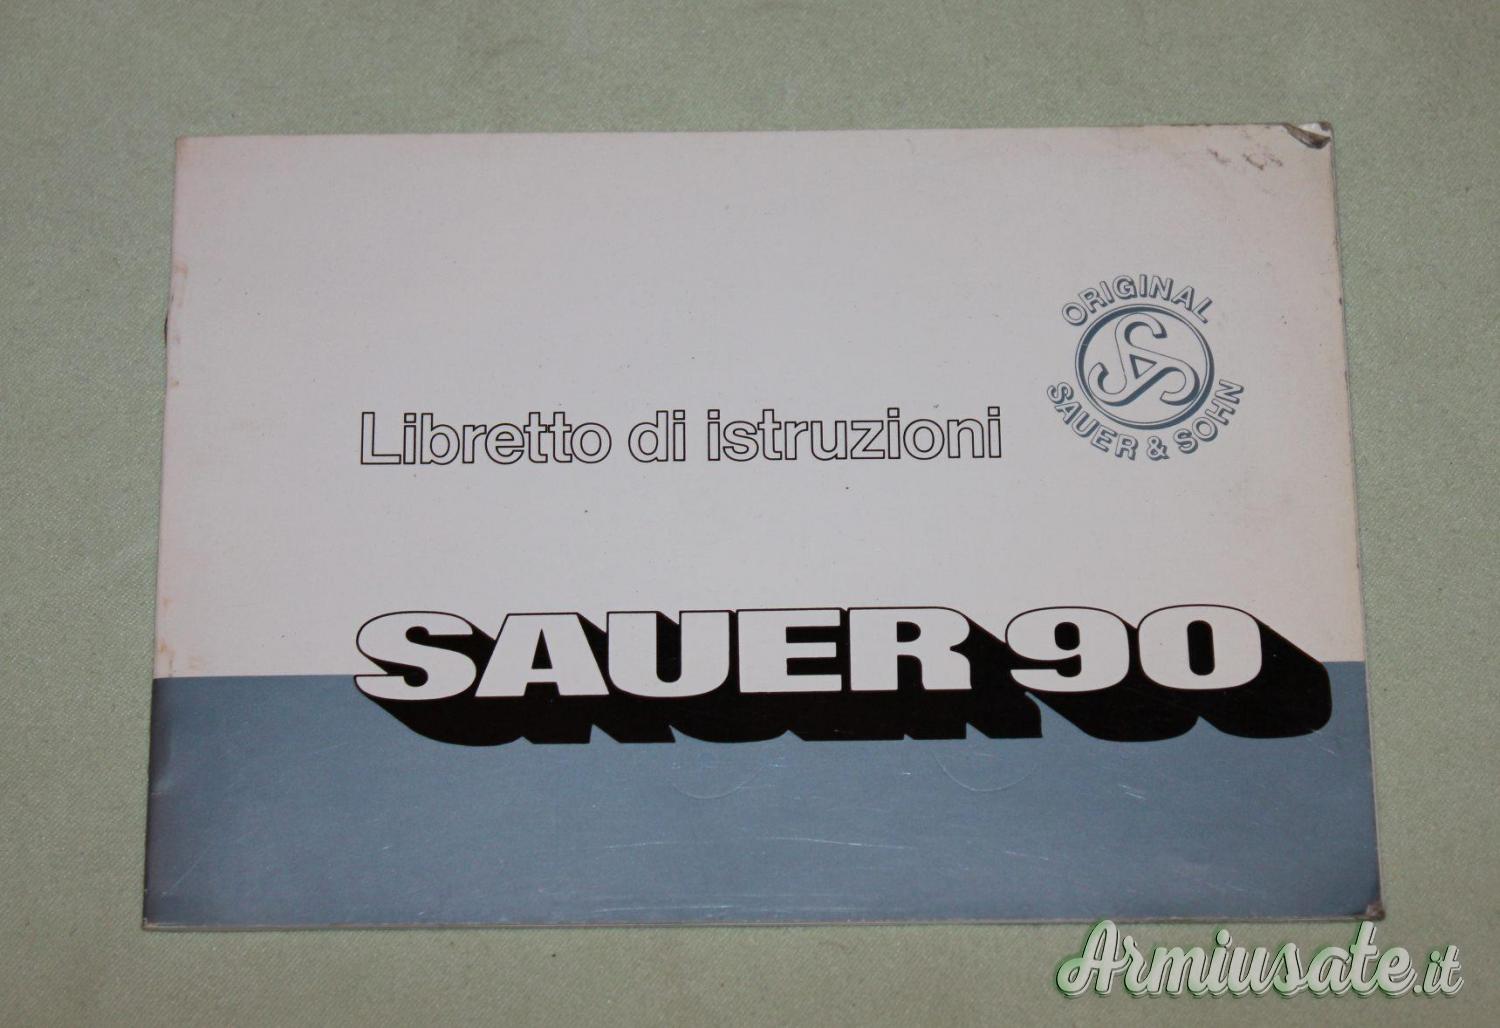 ORIGINAL
SAUER & SOHN
Libretto di istruzioni
SAUER 90
Armiusate.it